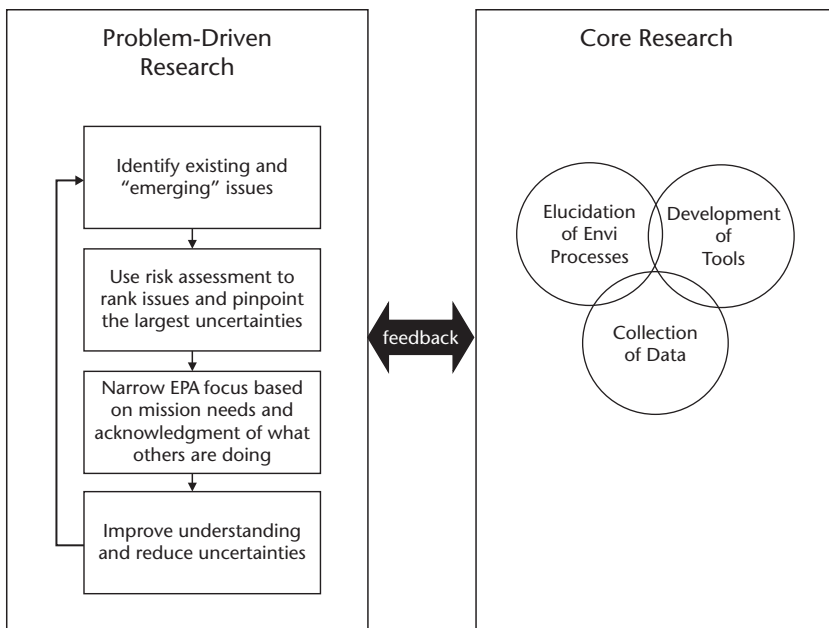 Problem-Driven
Research
Identify existing and
“emerging” issues
Use risk assessment to
rank issues and pinpoint
the largest uncertainties
Narrow EPA focus based
on mission needs and
acknowledgment of what
others are doing
Improve understanding
and reduce uncertainties
feedback
Core Research
Elucidation
of Envi
Processes
Development
of
Tools
Collection
of Data